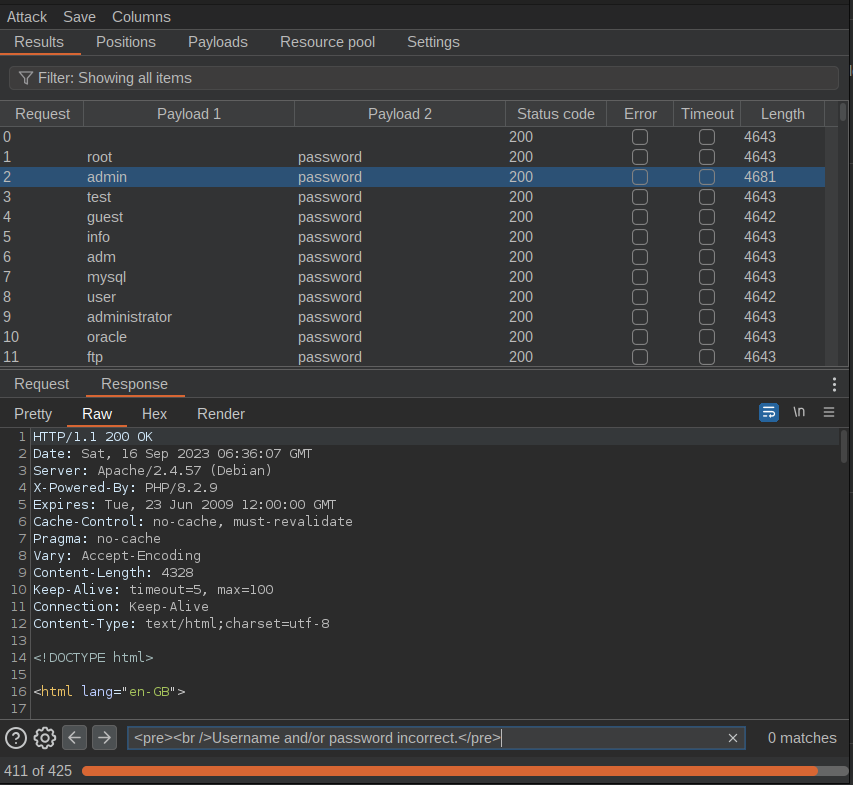 Attack Save Columns
Results Positions Payloads Resource pool Settings
Filter: Showing all items
Request Payload 1 Payload 2 Status code Error Timeout Length
0 200 4643
1 root password 200 4643
2 admin password 200 4681
3 test password 200 4643
4 guest password 200 4642
5 info password 200 4643
6 adm password 200 4643
7 mysql password 200 4643
8 user password 200 4642
9 administrator password 200 4643
10 oracle password 200 4643
11 ftp password 200 4643
Request Response
Pretty Raw Hex Render \n
1 HTTP/1.1 200 OK
2 Date: Sat, 16 Sep 2023 06:36:07 GMT
3 Server: Apache/2.4.57 (Debian)
4 X-Powered-By: PHP/8.2.9
5 Expires: Tue, 23 Jun 2009 12:00:00 GMT
6 Cache-Control: no-cache, must-revalidate
7 Pragma: no-cache
8 Vary: Accept-Encoding
9 Content-Length: 4328
10 Keep-Alive: timeout=5, max=100
11 Connection: Keep-Alive
12 Content-Type: text/html;charset=utf-8
13
14 <!DOCTYPE html>
15
16 <html lang="en-GB">
17
<pre><br />Username and/or password incorrect.</pre> 0 matches
411 of 425